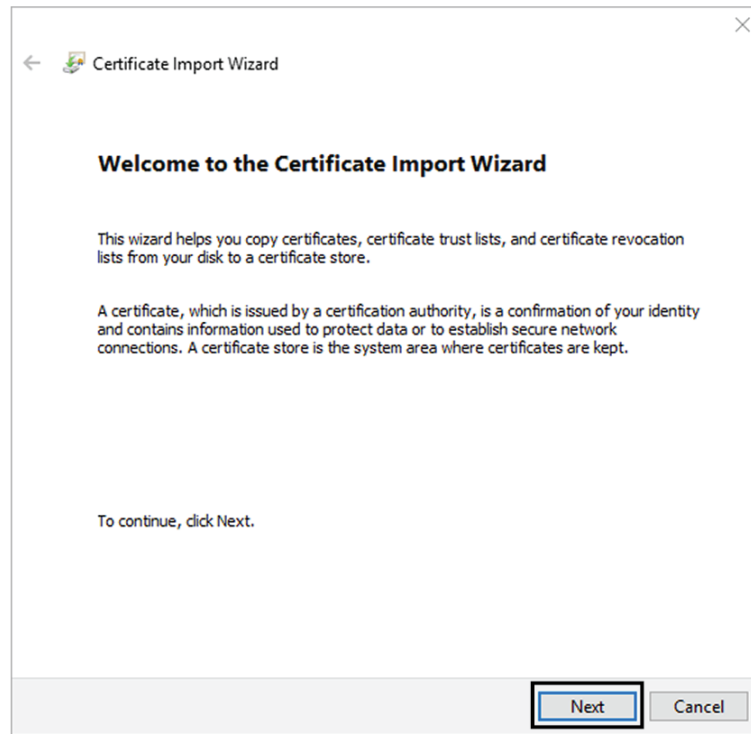 Certificate Import Wizard
Welcome to the Certificate Import Wizard
This wizard helps you copy certificates, certificate trust lists, and certificate revocation
lists from your disk to a certificate store.
A certificate, which is issued by a certification authority, is a confirmation of your identity
and contains information used to protect data or to establish secure network
connections. A certificate store is the system area where certificates are kept.
To continue, click Next.
Next Cancel